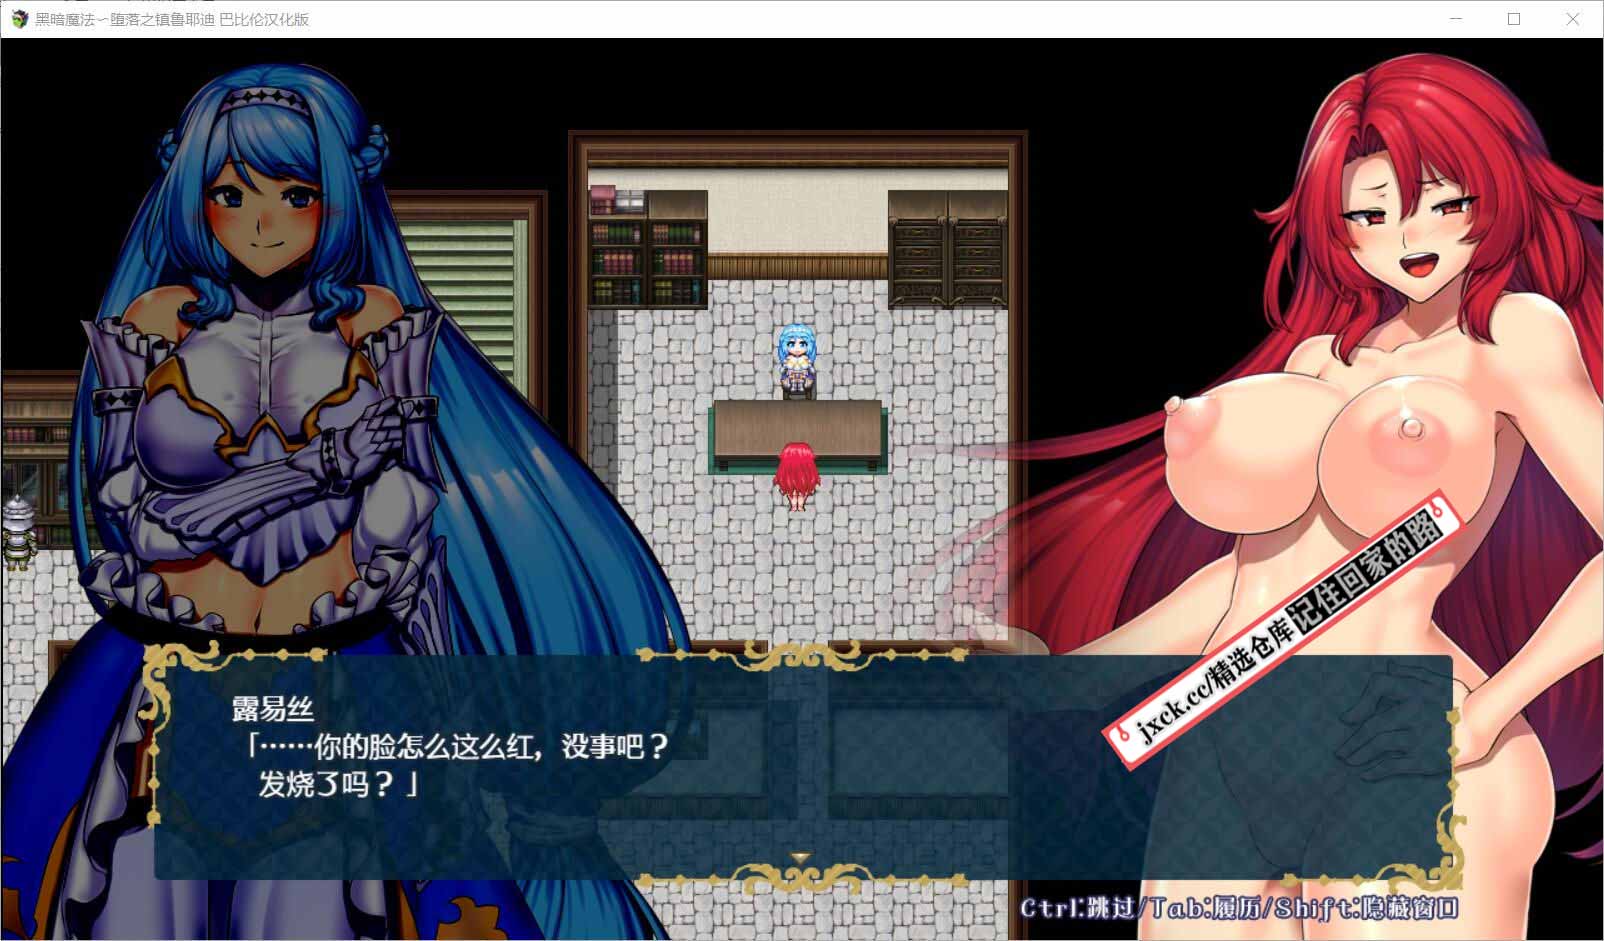 黑暗魔法∽堕落之镇鲁耶迪 巴比伦汉化版
露易丝
「……你的脸怎么这么红，没事吧？
发烧了吗？」
jxck.cc/精选仓库记住回家的路
Ctrl:跳过/Tab:履历/Shift:隐藏窗口